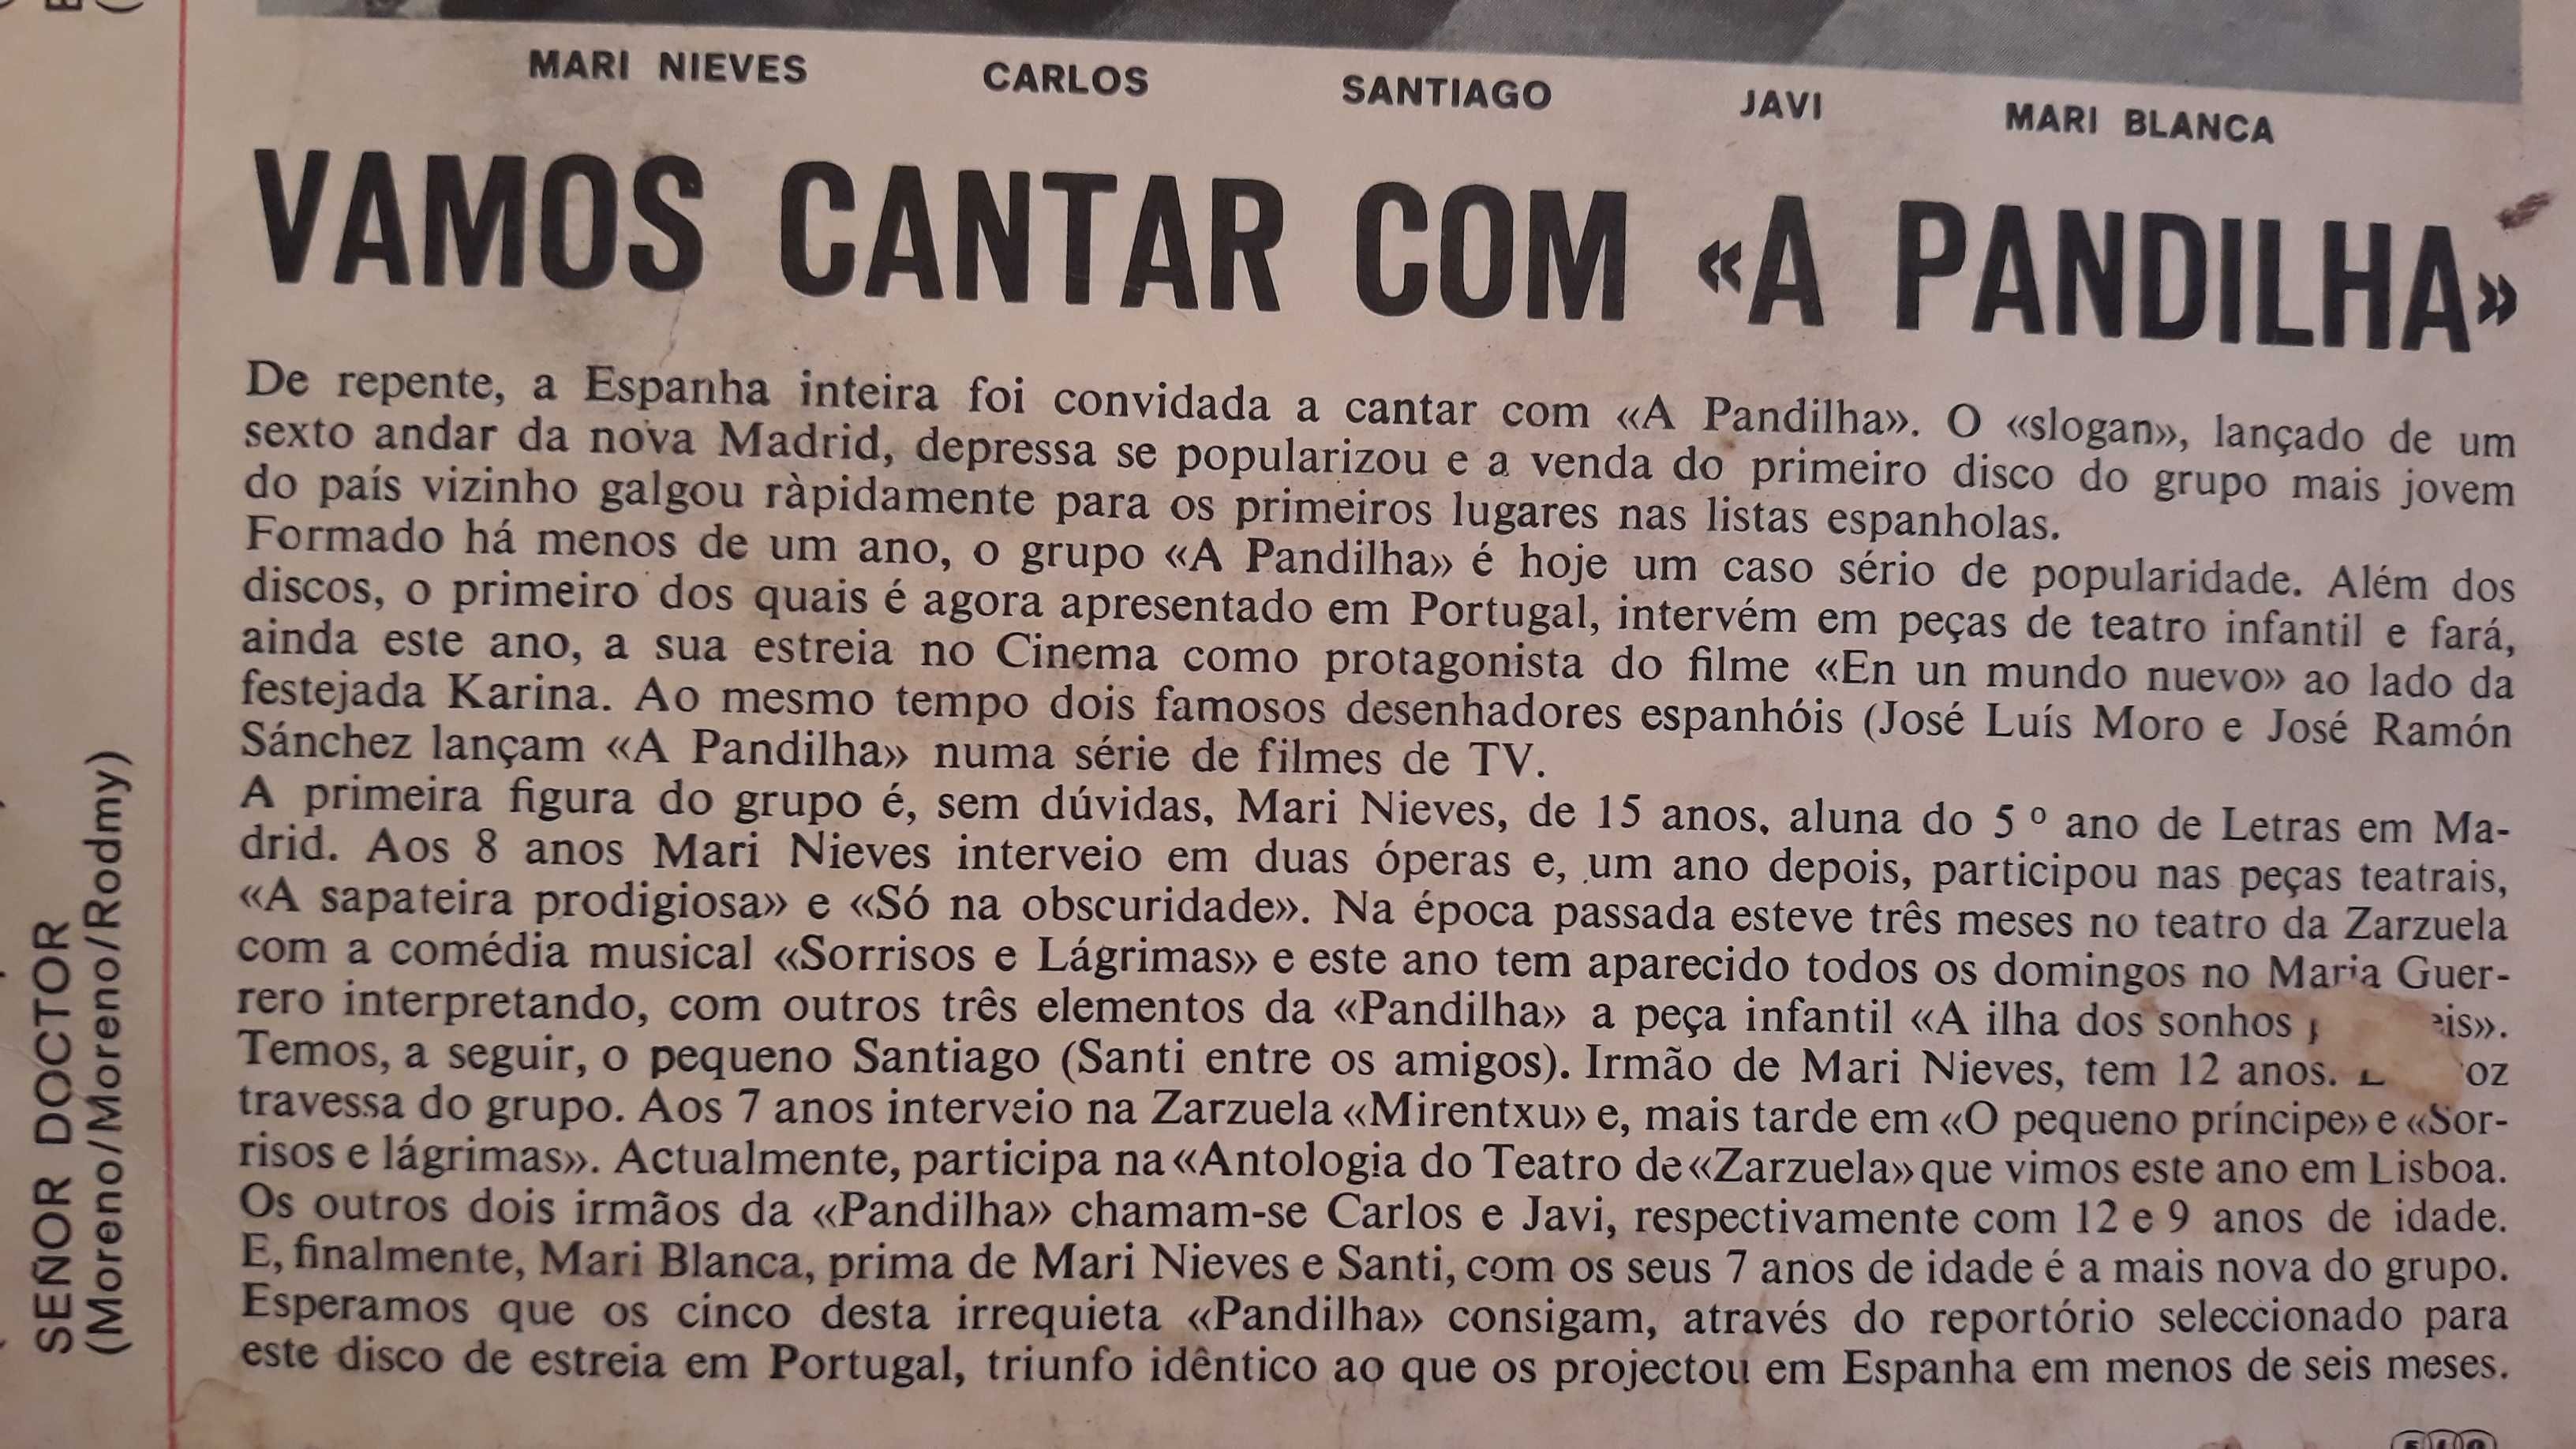 MARI NIEVES CARLOS SANTIAGO JAVI MARI BLANCA
VAMOS CANTAR COM «A PANDILHA»
De repente, a Espanha inteira foi convidada a cantar com «A Pandilha». O «slogan», lançado de um
sexto andar da nova Madrid, depressa se popularizou e a venda do primeiro disco do grupo mais jovem
do país vizinho galgou ràpidamente para os primeiros lugares nas listas espanholas.
Formado há menos de um ano, o grupo «A Pandilha» é hoje um caso sério de popularidade. Além dos
discos, o primeiro dos quais é agora apresentado em Portugal, intervém em peças de teatro infantil e fará,
ainda este ano, a sua estreia no Cinema como protagonista do filme «En un mundo nuevo» ao lado da
festejada Karina. Ao mesmo tempo dois famosos desenhadores espanhóis (José Luís Moro e José Ramón
Sánchez lançam «A Pandilha» numa série de filmes de TV.
A primeira figura do grupo é, sem dúvidas, Mari Nieves, de 15 anos, aluna do 5º ano de Letras em Ma-
drid. Aos 8 anos Mari Nieves interveio em duas óperas e, um ano depois, participou nas peças teatrais,
«A sapateira prodigiosa» e «Só na obscuridade». Na época passada esteve três meses no teatro da Zarzuela
com a comédia musical «Sorrisos e Lágrimas» e este ano tem aparecido todos os domingos no Maria Guer-
rero interpretando, com outros três elementos da «Pandilha» a peça infantil «A ilha dos sonhos
Temos, a seguir, o pequeno Santiago (Santi entre os amigos). Irmão de Mari Nieves, tem 12 anos.
travessa do grupo. Aos 7 anos interveio na Zarzuela «Mirentxu» e, mais tarde em «O pequeno príncipe» e «Sor-
risos e lágrimas». Actualmente, participa na «Antologia do Teatro de «Zarzuela» que vimos este ano em Lisboa.
Os outros dois irmãos da «Pandilha» chamam-se Carlos e Javi, respectivamente com 12 e 9 anos de idade.
E, finalmente, Mari Blanca, prima de Mari Nieves e Santi, com os seus 7 anos de idade é a mais nova do grupo.
Esperamos que os cinco desta irrequieta «Pandilha» consigam, através do reportório seleccionado para
este disco de estreia em Portugal, triunfo idêntico ao que os projectou em Espanha em menos de seis meses.
SEÑOR DOCTOR
(Moreno/Moreno/Rodmy)